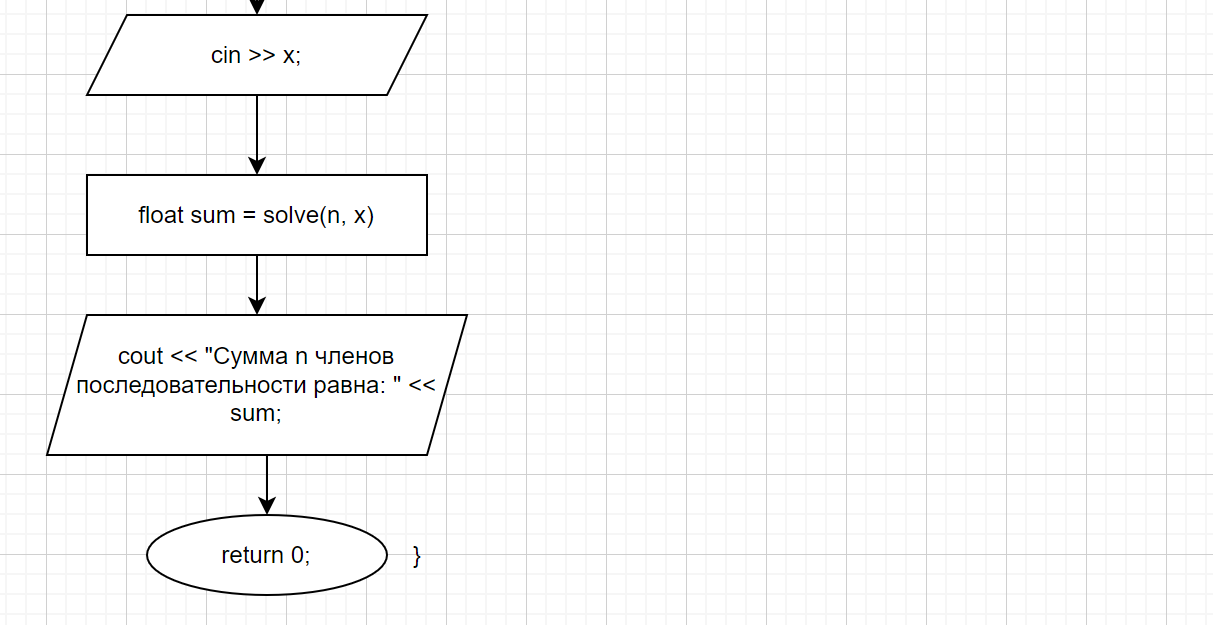 cin >> x;
float sum = solve(n, x)
cout << "Сумма n членов
последовательности равна: " <<
sum;
return 0; }